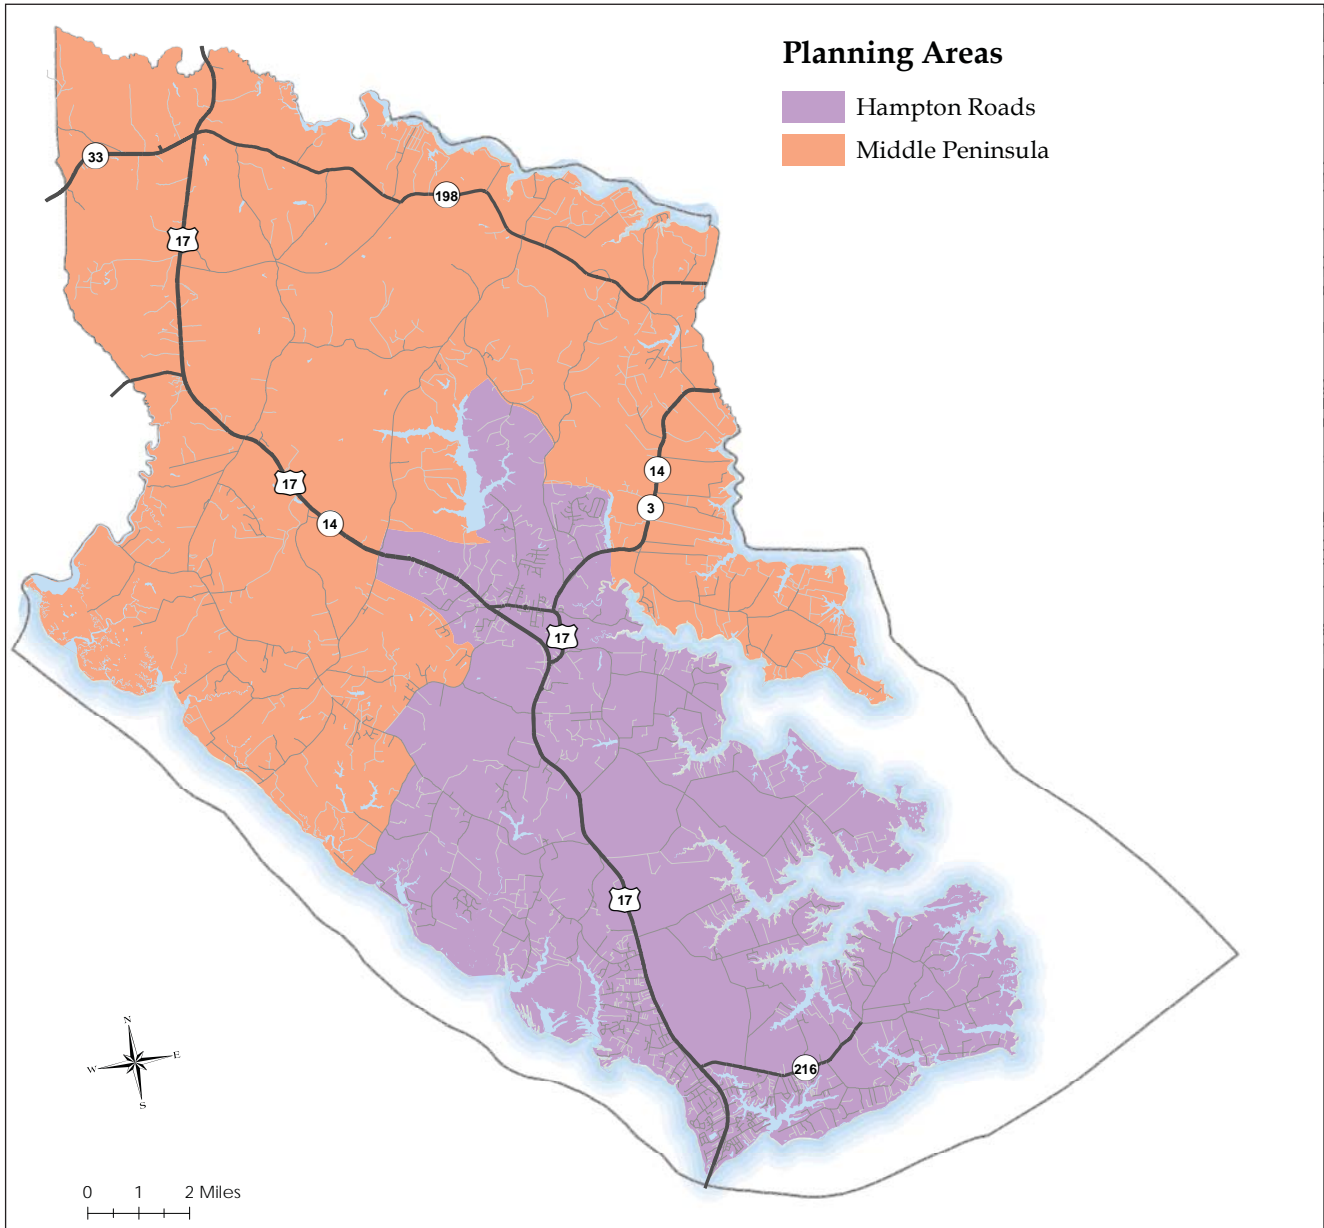 Planning Areas
Hampton Roads
Middle Peninsula
33
198
17
14
3
17
14
17
17
216
N
W E
S
0 1 2 Miles